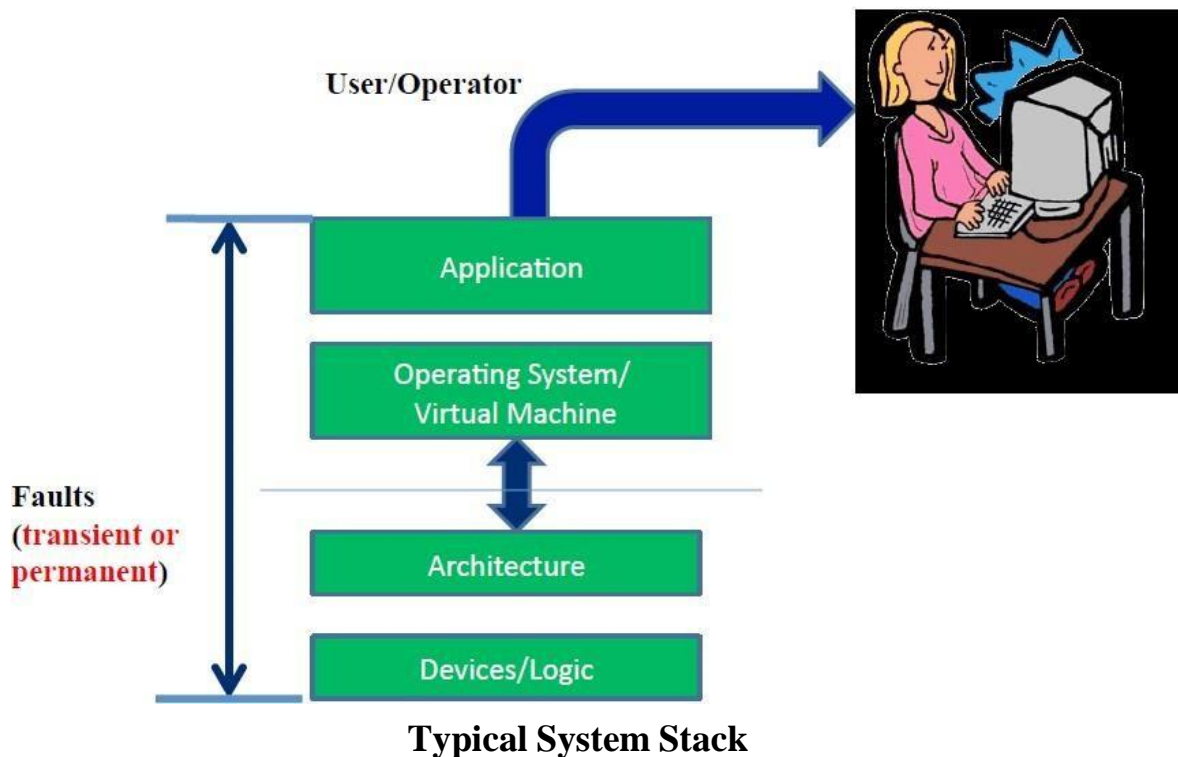 User/Operator
Application
Operating System/
Virtual Machine
Faults
(transient or
permanent)
Architecture
Devices/Logic
Typical System Stack